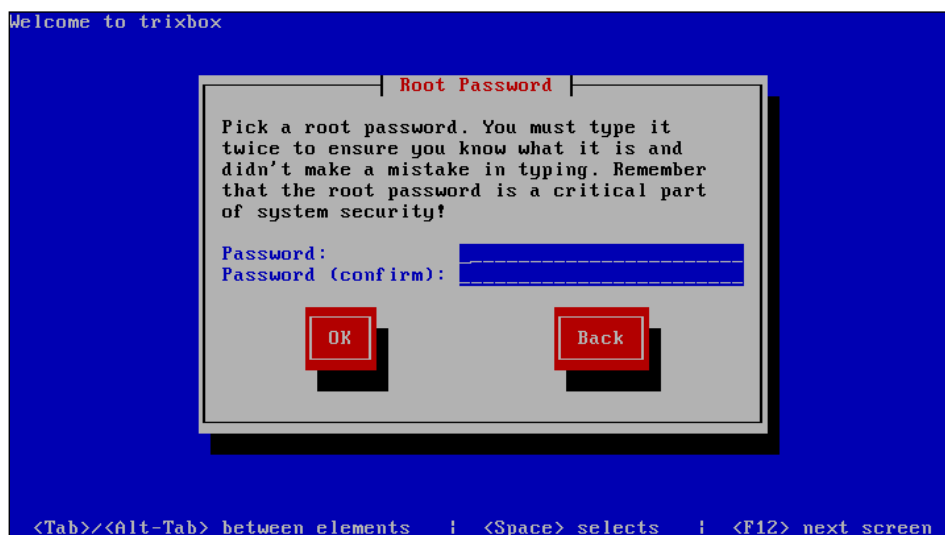 Welcome to trixbox
Root Password
Pick a root password. You must type it
twice to ensure you know what it is and
didn't make a mistake in typing. Remember
that the root password is a critical part
of system security!
Password:
Password (confirm):
OK Back
<Tab>/<Alt-Tab> between elements | <Space> selects | <F12> next screen